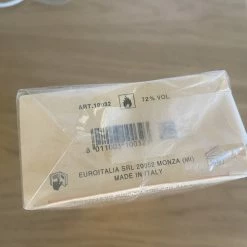 ART.10032 72% VOL
EUROITALIA SRL 20052 MONZA (MI)
MADE IN ITALY